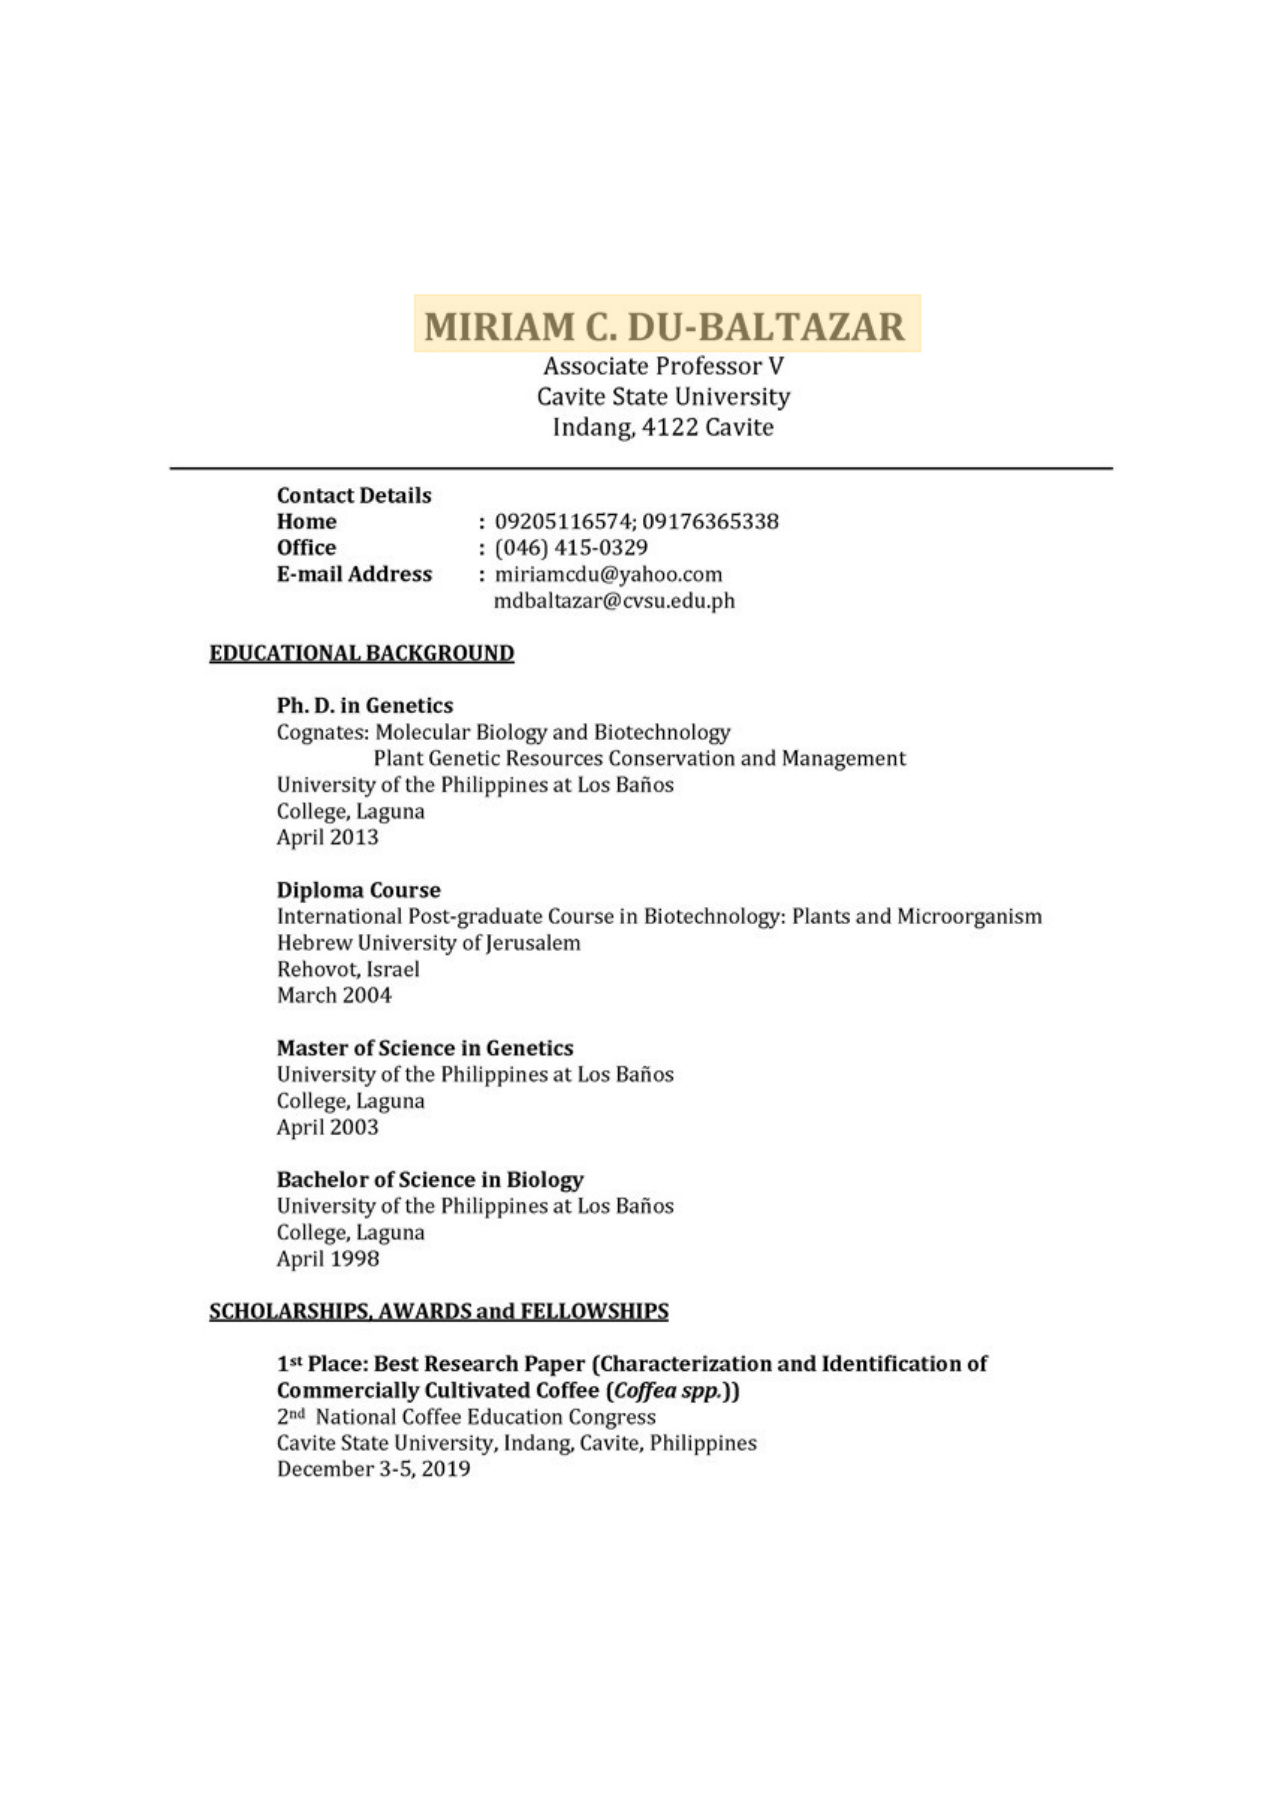 MIRIAM C. DU-BALTAZAR
Associate Professor V
Cavite State University
Indang, 4122 Cavite
Contact Details
Home : 09205116574; 09176365338
Office : (046) 415-0329
E-mail Address : miriamcdu@yahoo.com
mdbaltazar@cvsu.edu.ph
EDUCATIONAL BACKGROUND
Ph. D. in Genetics
Cognates: Molecular Biology and Biotechnology
Plant Genetic Resources Conservation and Management
University of the Philippines at Los Baños
College, Laguna
April 2013
Diploma Course
International Post-graduate Course in Biotechnology: Plants and Microorganism
Hebrew University of Jerusalem
Rehovot, Israel
March 2004
Master of Science in Genetics
University of the Philippines at Los Baños
College, Laguna
April 2003
Bachelor of Science in Biology
University of the Philippines at Los Baños
College, Laguna
April 1998
SCHOLARSHIPS, AWARDS and FELLOWSHIPS
1st Place: Best Research Paper (Characterization and Identification of
Commercially Cultivated Coffee (Coffea spp.))
2nd National Coffee Education Congress
Cavite State University, Indang, Cavite, Philippines
December 3-5, 2019